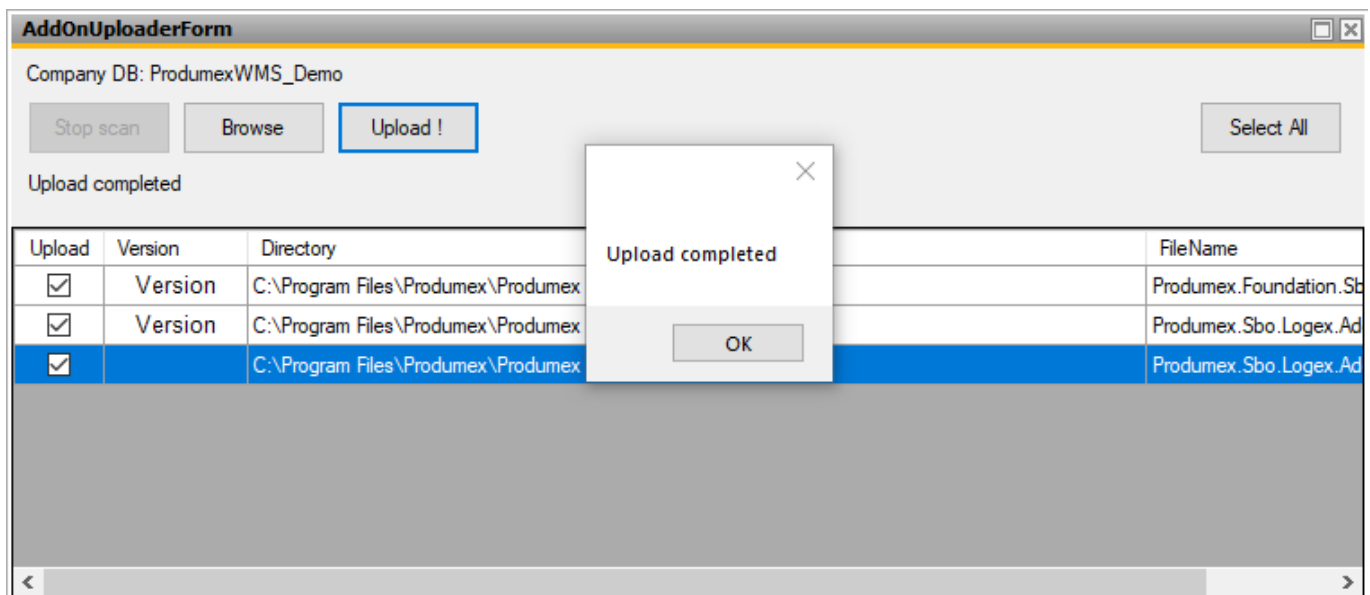 AddOnUploaderForm
Company DB: ProdumexWMS_Demo
Stop scan Browse Upload ! Select All
Upload completed
Upload completed
OK
Upload Version Directory FileName
Version C:\Program Files\Produmex\Produmex Produmex.Foundation.Sb
Version C:\Program Files\Produmex\Produmex Produmex.Sbo.Logex.Ad
C:\Program Files\Produmex\Produmex Produmex.Sbo.Logex.Ad